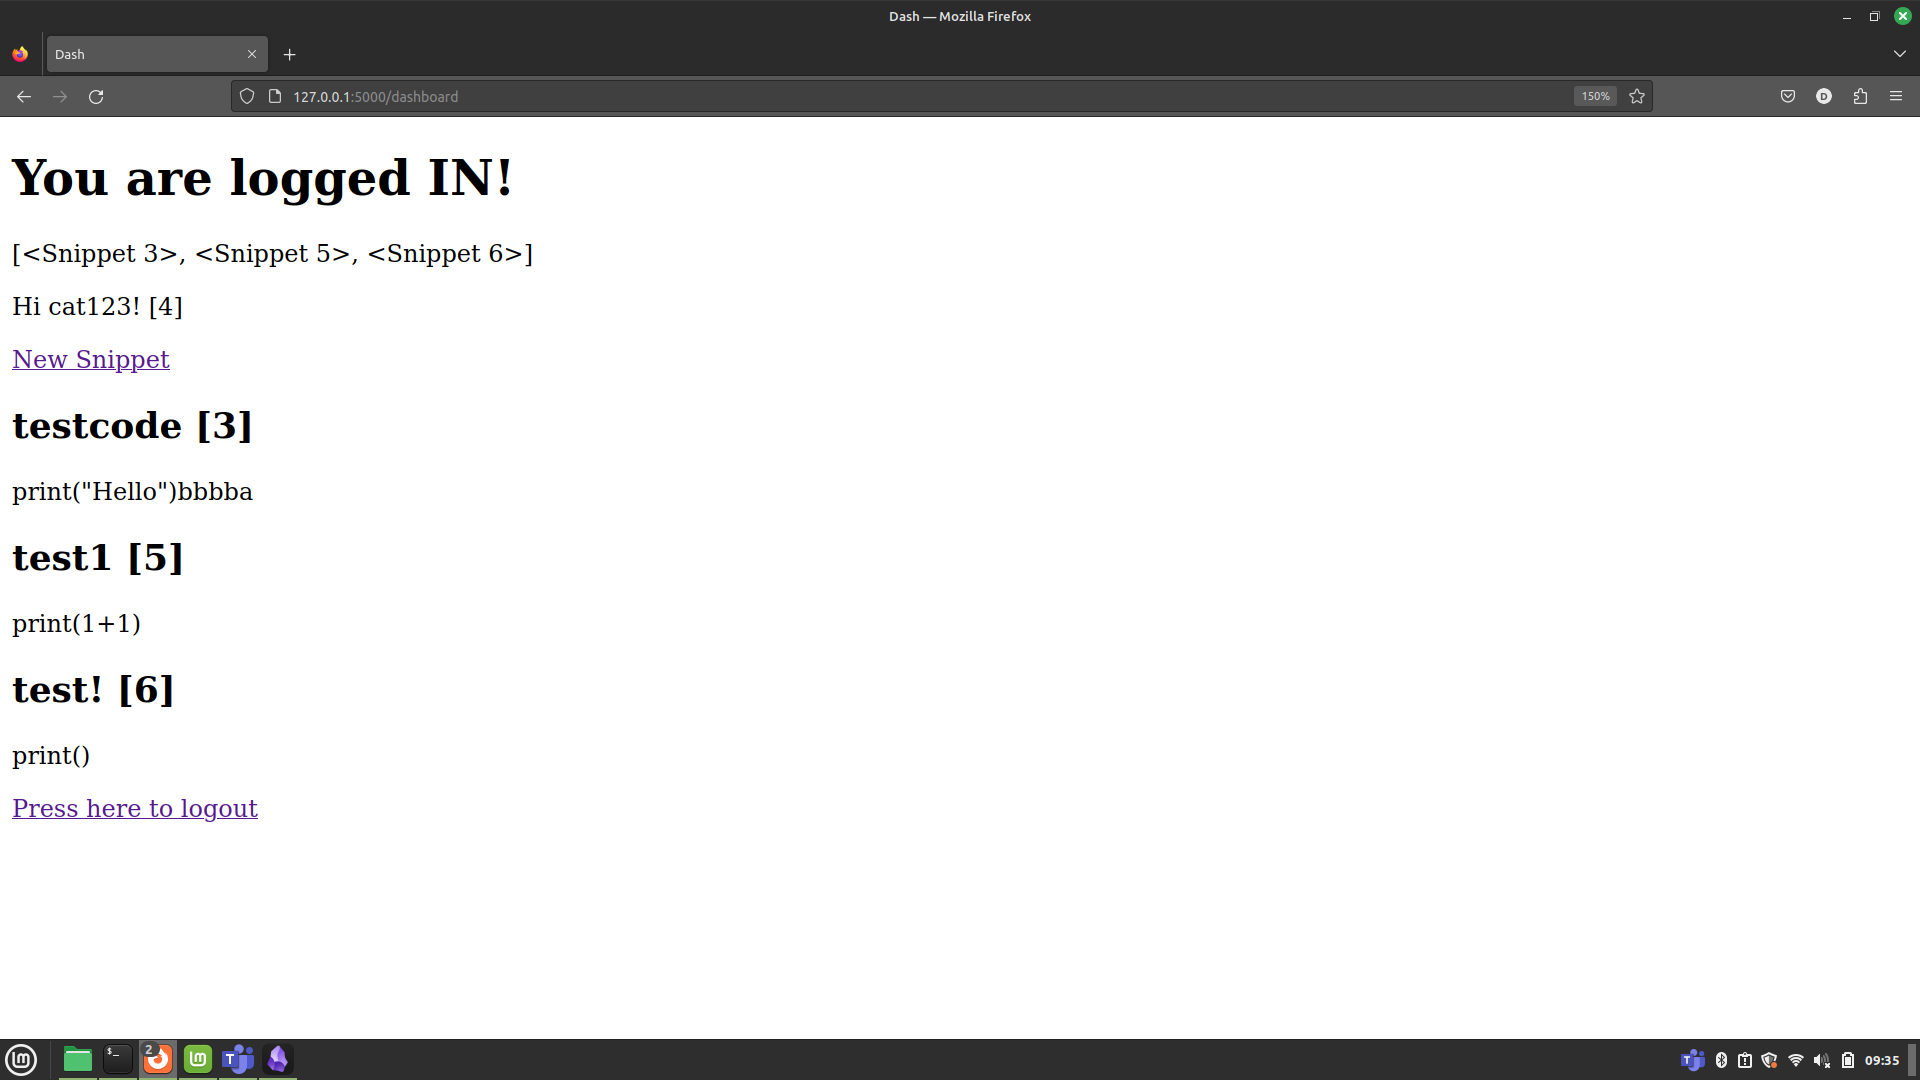 Dash — Mozilla Firefox
Dash
127.0.0.1:5000/dashboard
150%
D
You are logged IN!
[<Snippet 3>, <Snippet 5>, <Snippet 6>]
Hi cat123! [4]
New Snippet
testcode [3]
print("Hello")bbbba
test1 [5]
print(1+1)
test! [6]
print()
Press here to logout
$_
2
T
T
09:35